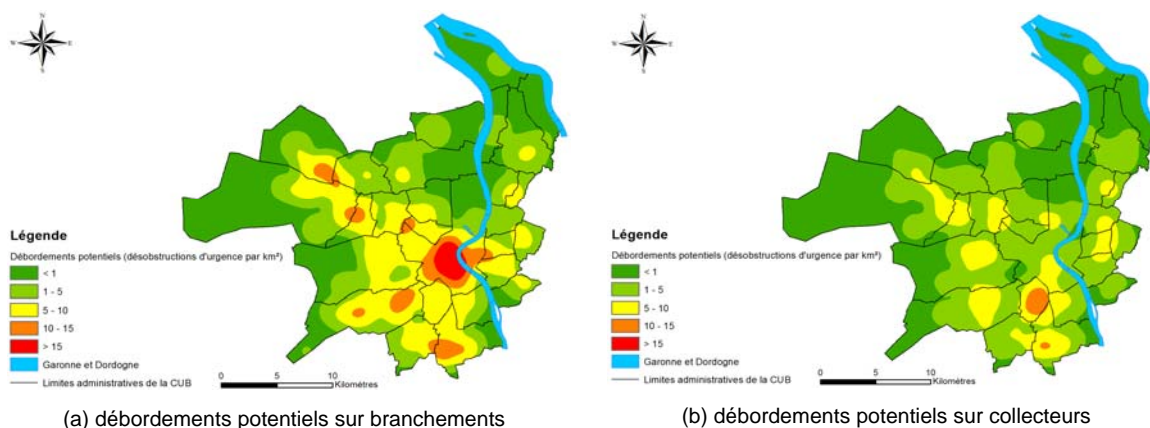 N
W
E
S
Légende
Débordements potentiels (désobstructions d'urgence par km²)
< 1
1 - 5
5 - 10
10 - 15
> 15
Garonne et Dordogne
Limites administratives de la CUB
0 5 10
Kilomètres
(a) débordements potentiels sur branchements
N
W
E
S
Légende
Débordements potentiels (désobstructions d'urgence par km²)
< 1
1 - 5
5 - 10
10 - 15
> 15
Garonne et Dordogne
Limites administratives de la CUB
0 5 10
Kilomètres
(b) débordements potentiels sur collecteurs